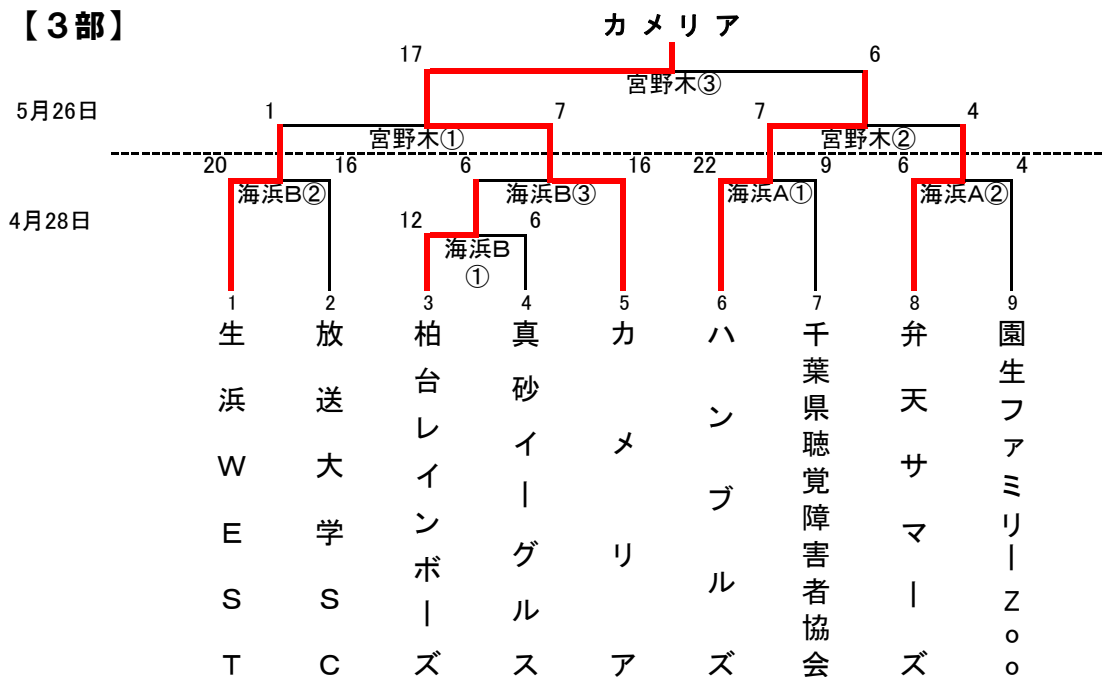 【３部】
カメリア
17
6
宮野木③
5月26日
1
7
7
4
宮野木①
宮野木②
20
16
6
16
22
9
6
4
海浜B②
海浜B③
海浜A①
海浜A②
4月28日
12
6
海浜B
①
1
2
3
4
5
6
7
8
9
生浜WEST
放送大学SC
柏台レインボーズ
真砂イーグルス
カメリア
ハンブルズ
千葉県聴覚障害者協会
弁天サマーズ
園生ファミリーZoo